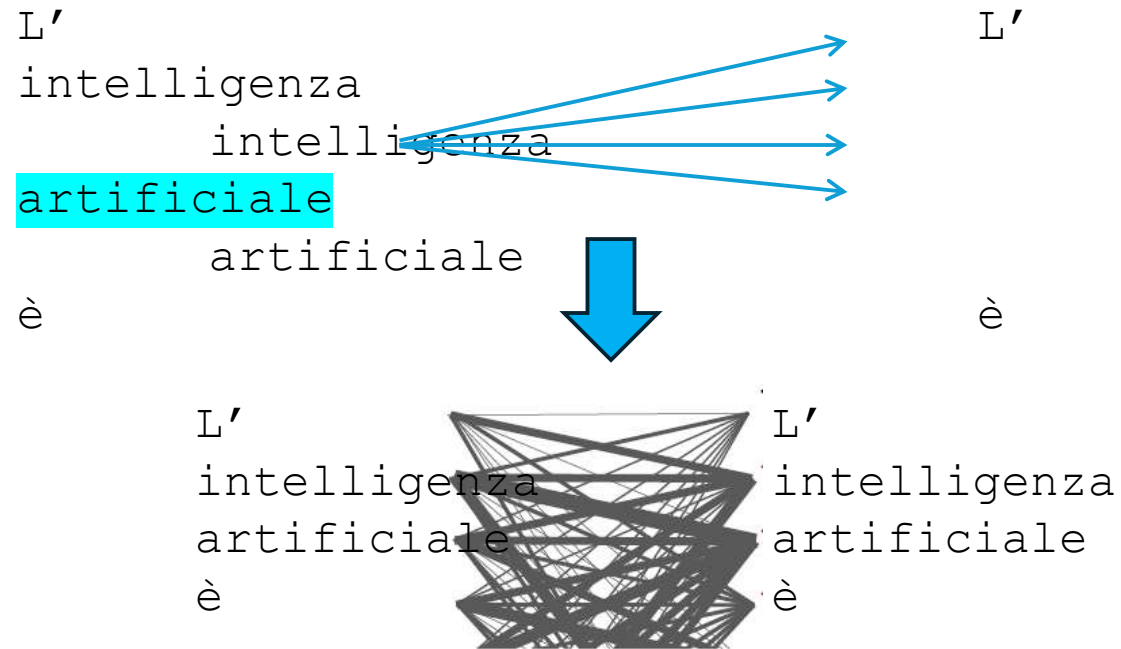 L’ L’
intelligenza
intelligenza
artificiale
artificiale
è è
L’ L’
intelligenza intelligenza
artificiale artificiale
è è